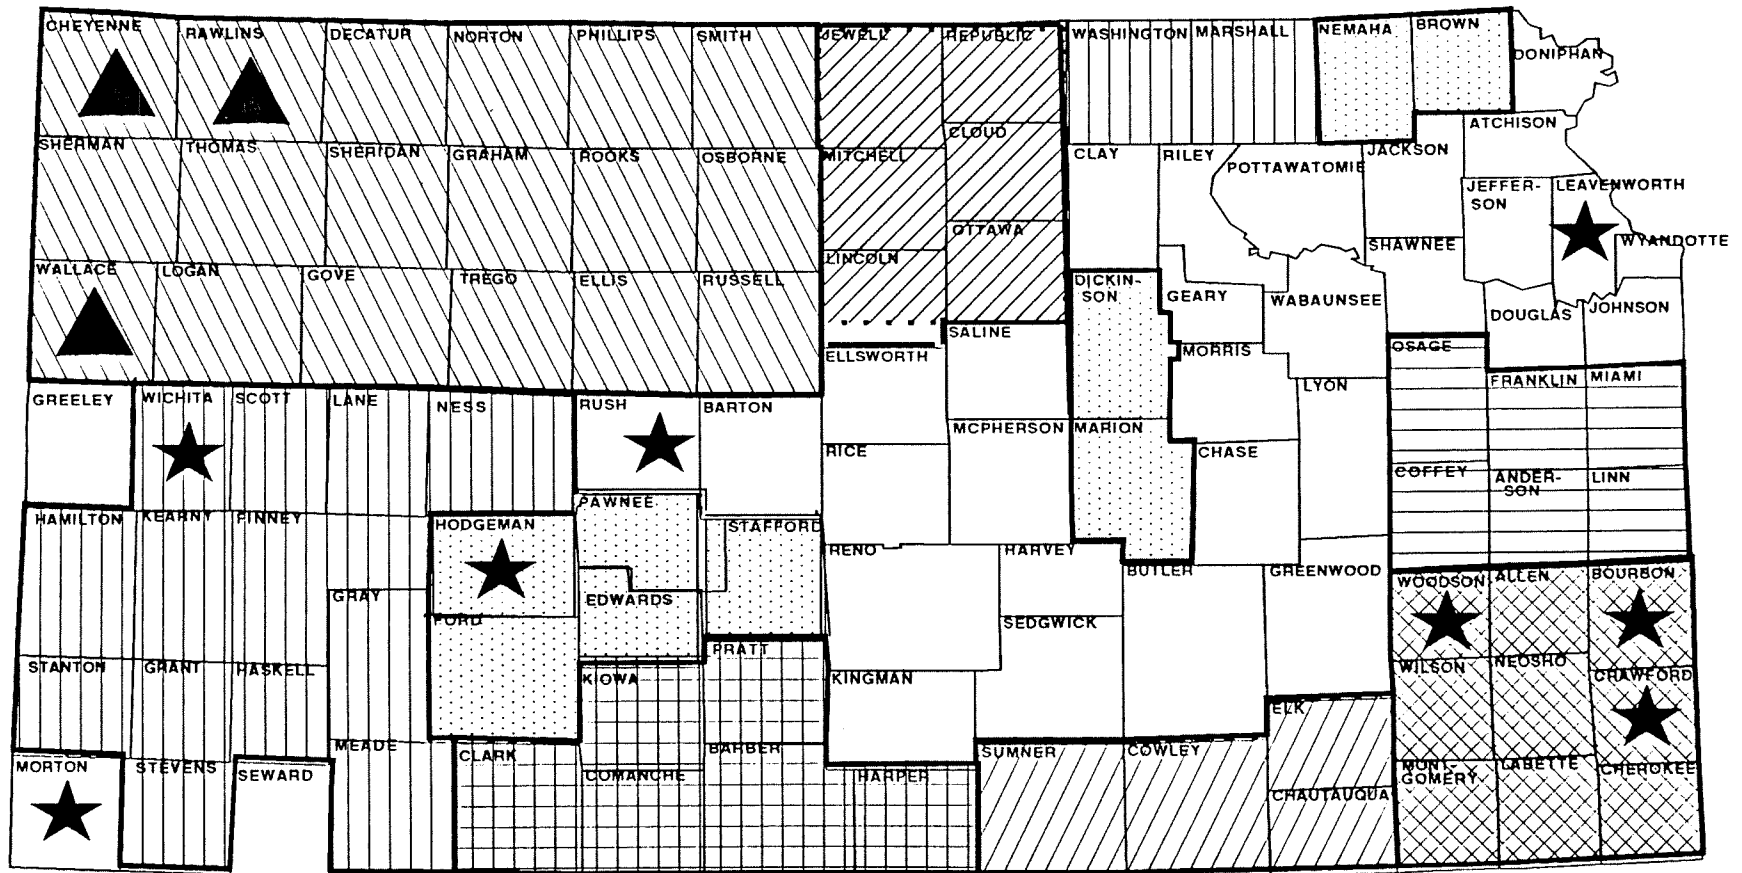 CHEYENNE
RAWLINS
DECATUR
NORTON
PHILLIPS
SMITH
JEWELL
REPUBLIC
WASHINGTON
MARSHALL
NEMAHA
BROWN
DONIPHAN
SHERMAN
THOMAS
SHERIDAN
GRAHAM
ROOKS
OSBORNE
MITCHELL
CLOUD
CLAY
RILEY
POTTAWATOMIE
JACKSON
ATCHISON
JEFFER-
SON
LEAVENWORTH
WALLACE
LOGAN
GOVE
TREGO
ELLIS
RUSSELL
LINCOLN
OTTAWA
DICKIN-
SON
GEARY
WABAUNSEE
SHAWNEE
DOUGLAS
JOHNSON
WYANDOTTE
GREELEY
WICHITA
SCOTT
LANE
NESS
RUSH
BARTON
ELLSWORTH
SALINE
MORRIS
LYON
OSAGE
FRANKLIN
MIAMI
RICE
MCPHERSON
MARION
CHASE
COFFEY
ANDER-
SON
LINN
HAMILTON
KEARNY
FINNEY
HODGEMAN
PAWNEE
STAFFORD
RENO
HARVEY
BUTLER
GREENWOOD
WOODSON
ALLEN
BOURBON
GRAY
FORD
EDWARDS
SEDGWICK
STANTON
GRANT
HASKELL
KIOWA
PRATT
KINGMAN
ELK
WILSON
NEOSHO
CRAWFORD
MORTON
STEVENS
SEWARD
MEADE
CLARK
COMANCHE
BARBER
HARPER
SUMNER
COWLEY
CHAUTAUQUA
MONT-
GOMERY
LABETTE
CHEROKEE